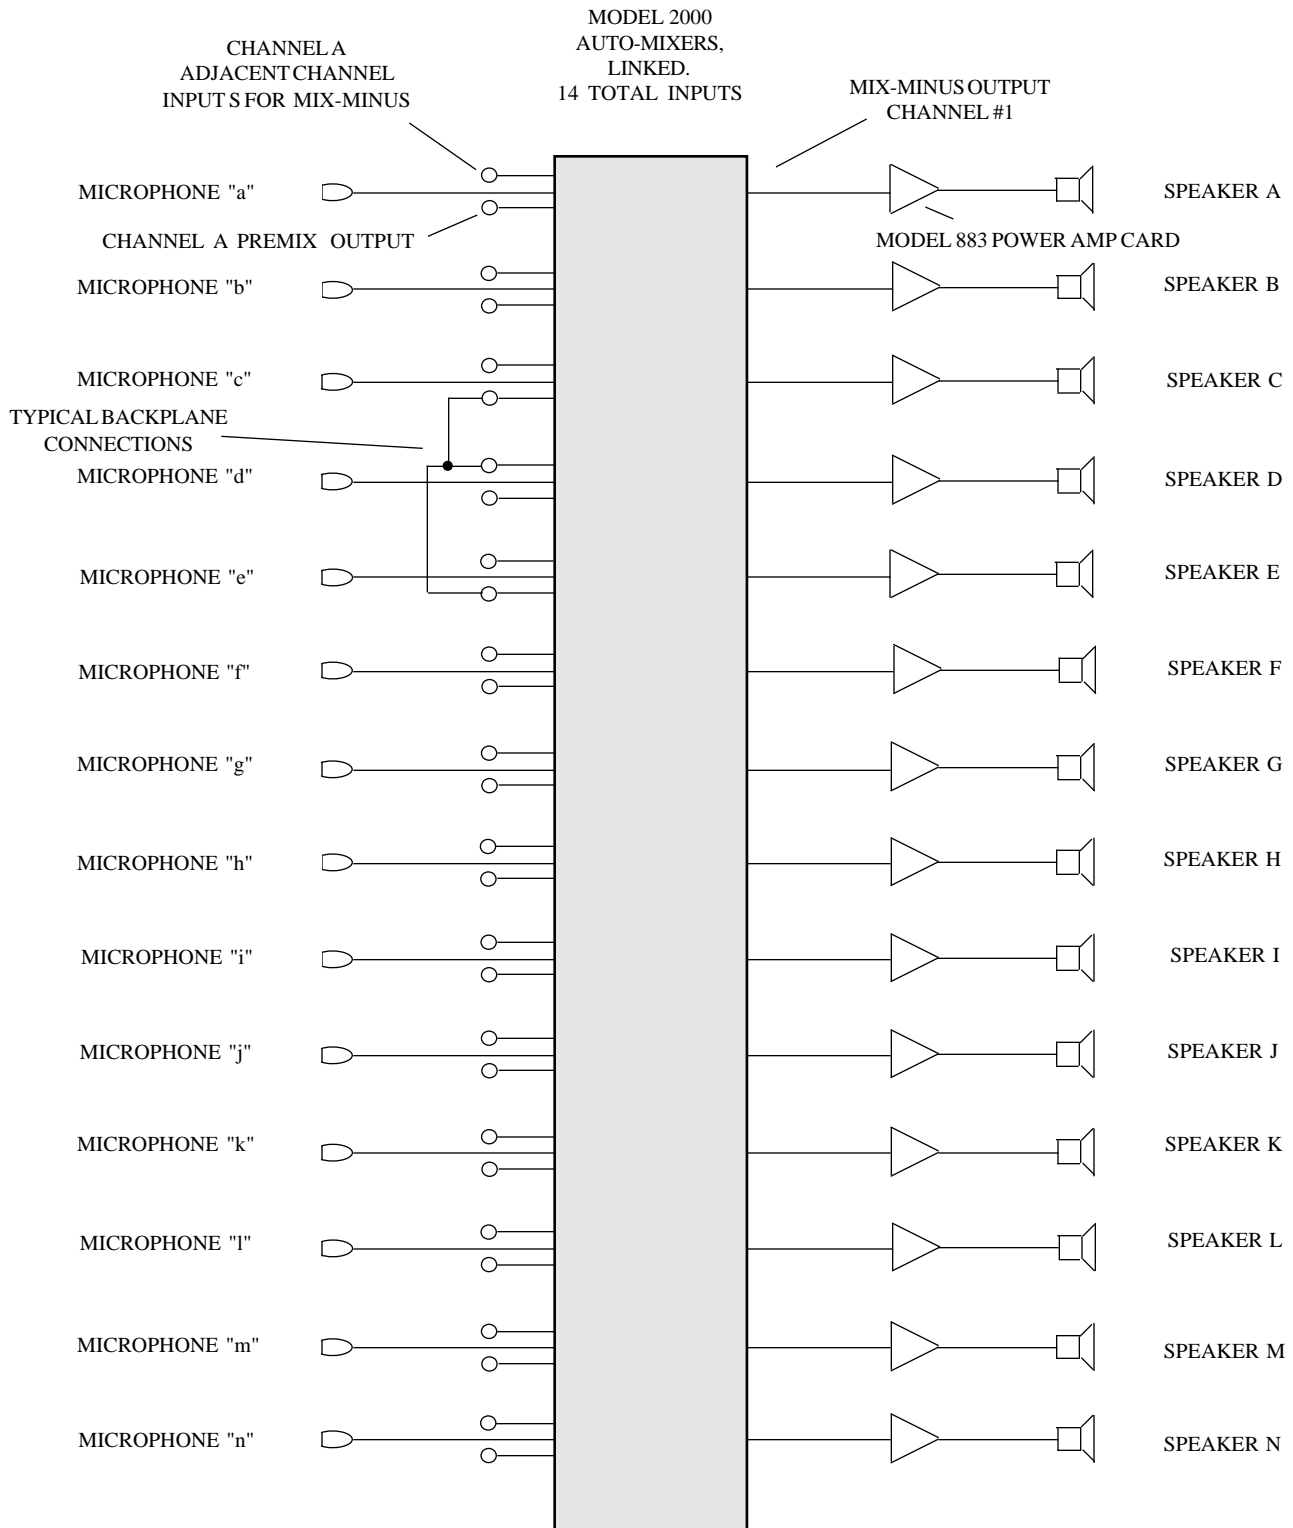 MODEL 2000
AUTO-MIXERS,
LINKED.
14 TOTAL INPUTS
CHANNEL A
ADJACENT CHANNEL
INPUT S FOR MIX-MINUS
MIX-MINUS OUTPUT
CHANNEL #1
MICROPHONE "a"
SPEAKER A
CHANNEL A PREMIX OUTPUT
MODEL 883 POWER AMP CARD
MICROPHONE "b"
SPEAKER B
MICROPHONE "c"
SPEAKER C
TYPICAL BACKPLANE
CONNECTIONS
MICROPHONE "d"
SPEAKER D
MICROPHONE "e"
SPEAKER E
MICROPHONE "f"
SPEAKER F
MICROPHONE "g"
SPEAKER G
MICROPHONE "h"
SPEAKER H
MICROPHONE "i"
SPEAKER I
MICROPHONE "j"
SPEAKER J
MICROPHONE "k"
SPEAKER K
MICROPHONE "l"
SPEAKER L
MICROPHONE "m"
SPEAKER M
MICROPHONE "n"
SPEAKER N